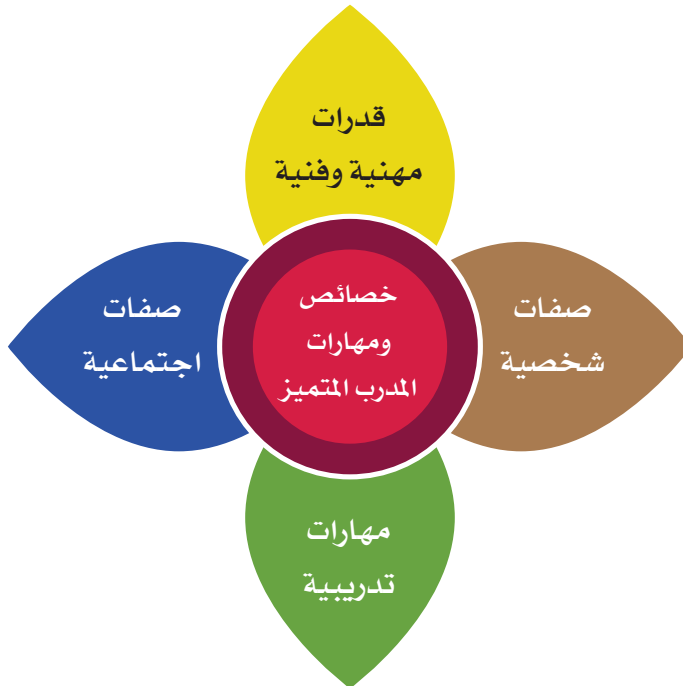 قدرات
مهنية وفنية
صفات
شخصية
خصائص
ومهارات
المدرب المتميز
صفات
اجتماعية
مهارات
تدريبية